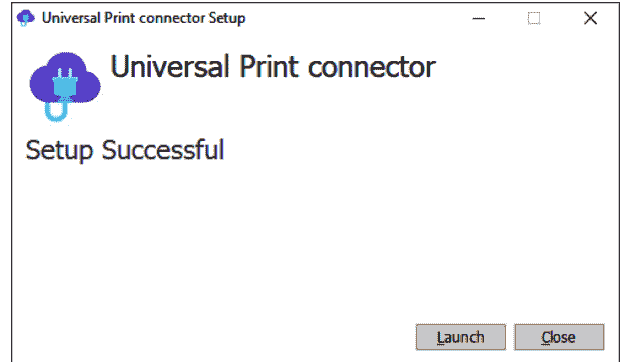 Universal Print connector Setup
Universal Print connector
Setup Successful
Launch Close